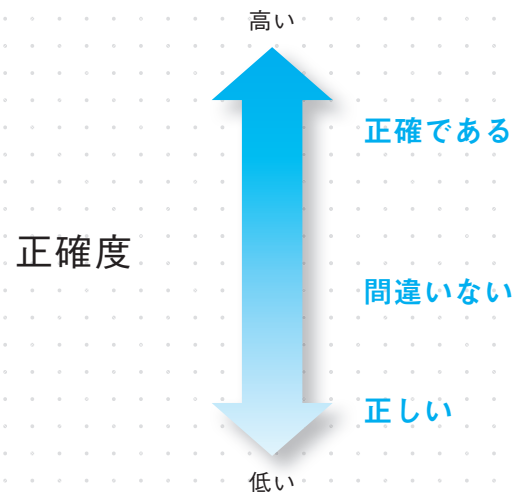 高い
正確である
正確度
間違いない
正しい
低い